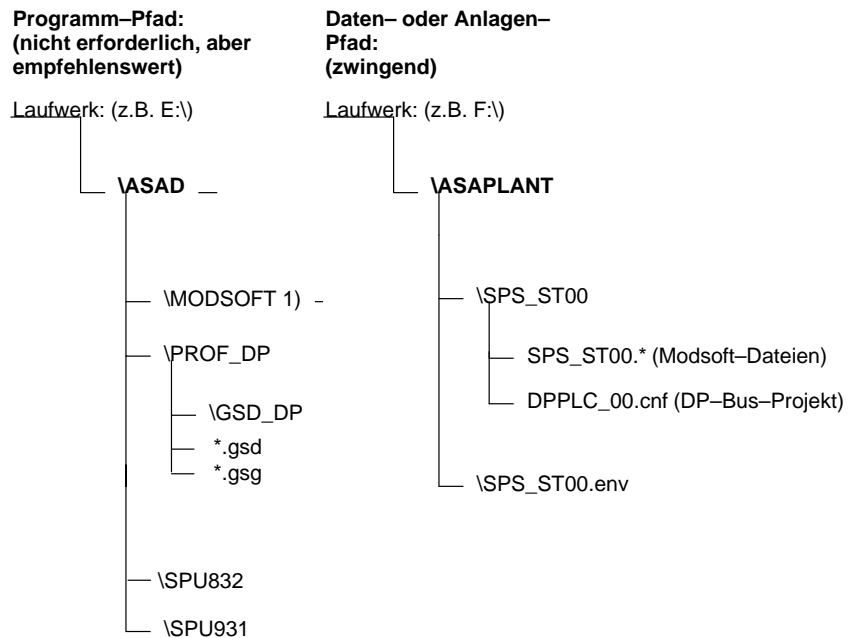 Programm–Pfad:
(nicht erforderlich, aber
empfehlenswert)
Laufwerk: (z.B. E:\)
\ASAD
\MODSOFT 1)
\PROF_DP
\GSD_DP
*.gsd
*.gsg
\SPU832
\SPU931
Daten– oder Anlagen–
Pfad:
(zwingend)
Laufwerk: (z.B. F:\)
\ASAPLANT
\SPS_ST00
SPS_ST00.* (Modsoft–Dateien)
DPPLC_00.cnf (DP–Bus–Projekt)
\SPS_ST00.env